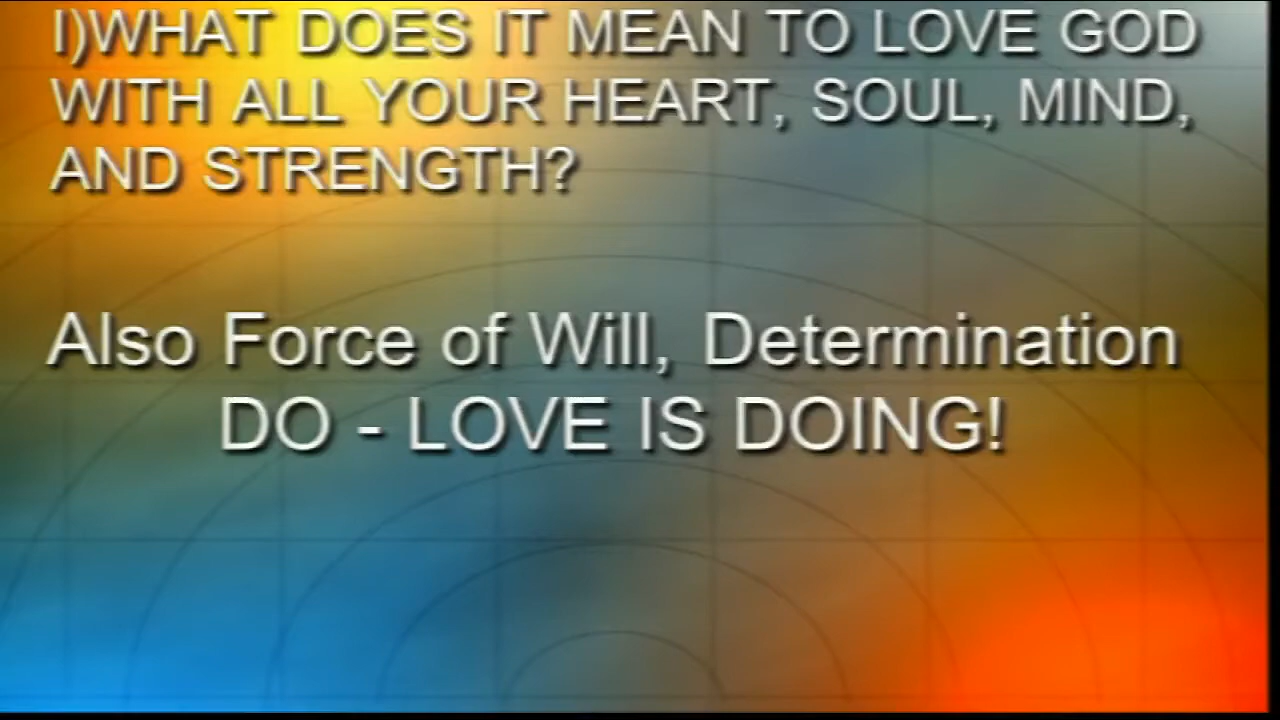 I)WHAT DOES IT MEAN TO LOVE GOD
WITH ALL YOUR HEART, SOUL, MIND,
AND STRENGTH?
Also Force of Will, Determination
DO - LOVE IS DOING!